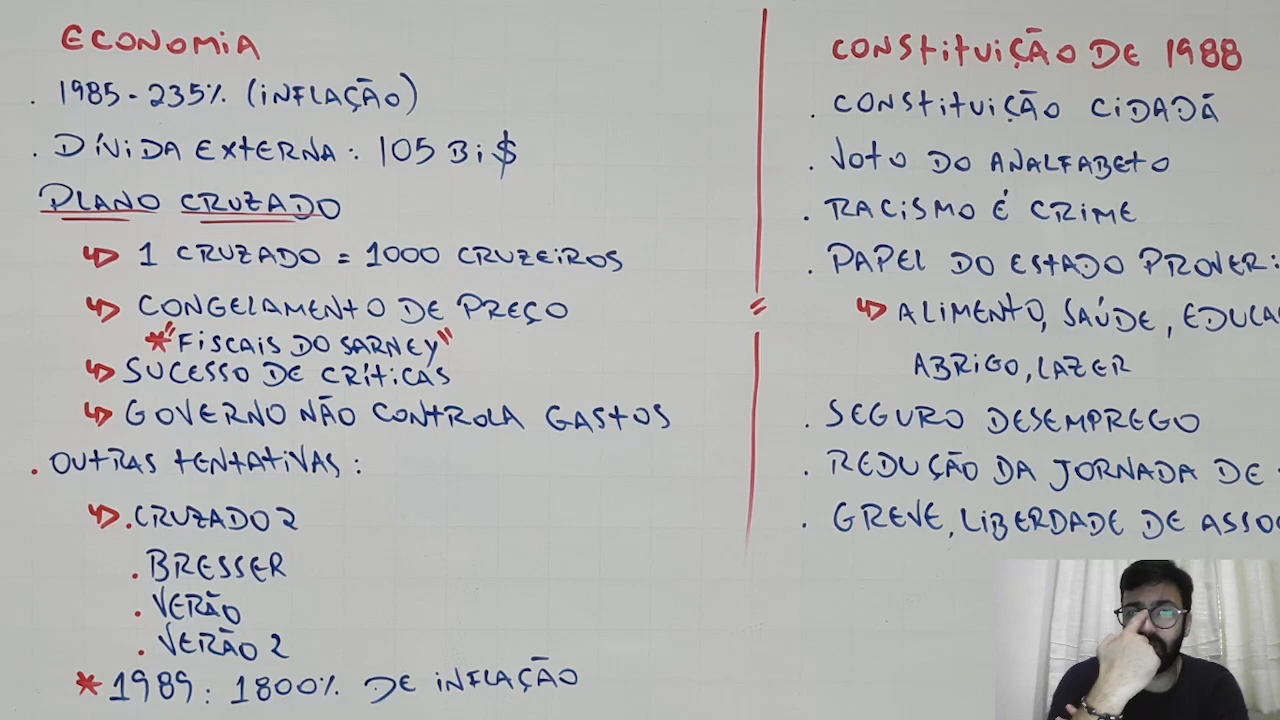 ECONOMIA
. 1985 - 235% (INFLAÇÃO)
. DÍVIDA EXTERNA: 105 Bi $
PLANO CRUZADO
↳ 1 CRUZADO = 1000 CRUZEIROS
↳ CONGELAMENTO DE PREÇO
* "FISCAIS DO SARNEY"
↳ SUCESSO DE CRÍTICAS
↳ GOVERNO NÃO CONTROLA GASTOS
. OUTRAS TENTATIVAS:
↳ . CRUZADO 2
. BRESSER
. VERÃO
. VERÃO 2
* 1989: 1800% DE INFLAÇÃO
CONSTITUIÇÃO DE 1988
. CONSTITUIÇÃO CIDADÃ
. VOTO DO ANALFABETO
. RACISMO É CRIME
. PAPEL DO ESTADO PROVER:
↳ ALIMENTO, SAÚDE, EDUCA
ABRIGO, LAZER
. SEGURO DESEMPREGO
. REDUÇÃO DA JORNADA DE
. GREVE, LIBERDADE DE ASSO